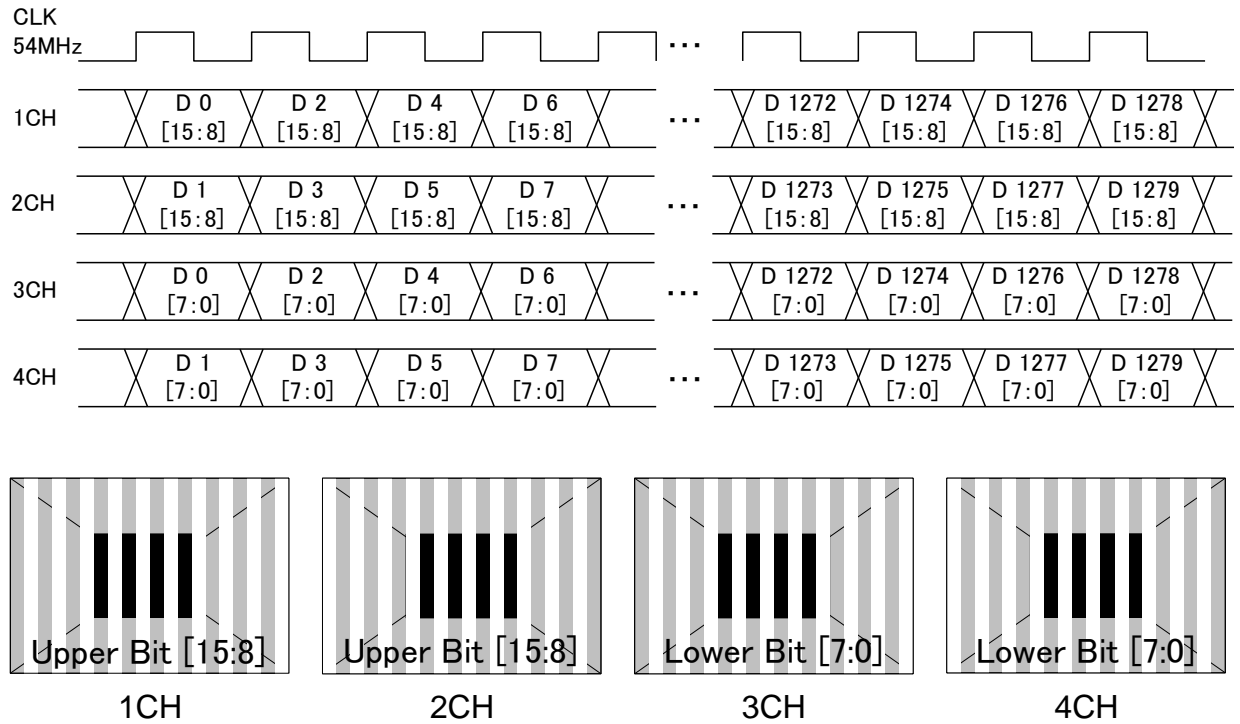 CLK
54MHz
...
1CH
D 0 D 2 D 4 D 6 D 1272 D 1274 D 1276 D 1278
[15:8] [15:8] [15:8] [15:8] ... [15:8] [15:8] [15:8] [15:8]
2CH
D 1 D 3 D 5 D 7 D 1273 D 1275 D 1277 D 1279
[15:8] [15:8] [15:8] [15:8] ... [15:8] [15:8] [15:8] [15:8]
3CH
D 0 D 2 D 4 D 6 D 1272 D 1274 D 1276 D 1278
[7:0] [7:0] [7:0] [7:0] ... [7:0] [7:0] [7:0] [7:0]
4CH
D 1 D 3 D 5 D 7 D 1273 D 1275 D 1277 D 1279
[7:0] [7:0] [7:0] [7:0] ... [7:0] [7:0] [7:0] [7:0]
Upper Bit [15:8] Upper Bit [15:8] Lower Bit [7:0] Lower Bit [7:0]
1CH 2CH 3CH 4CH